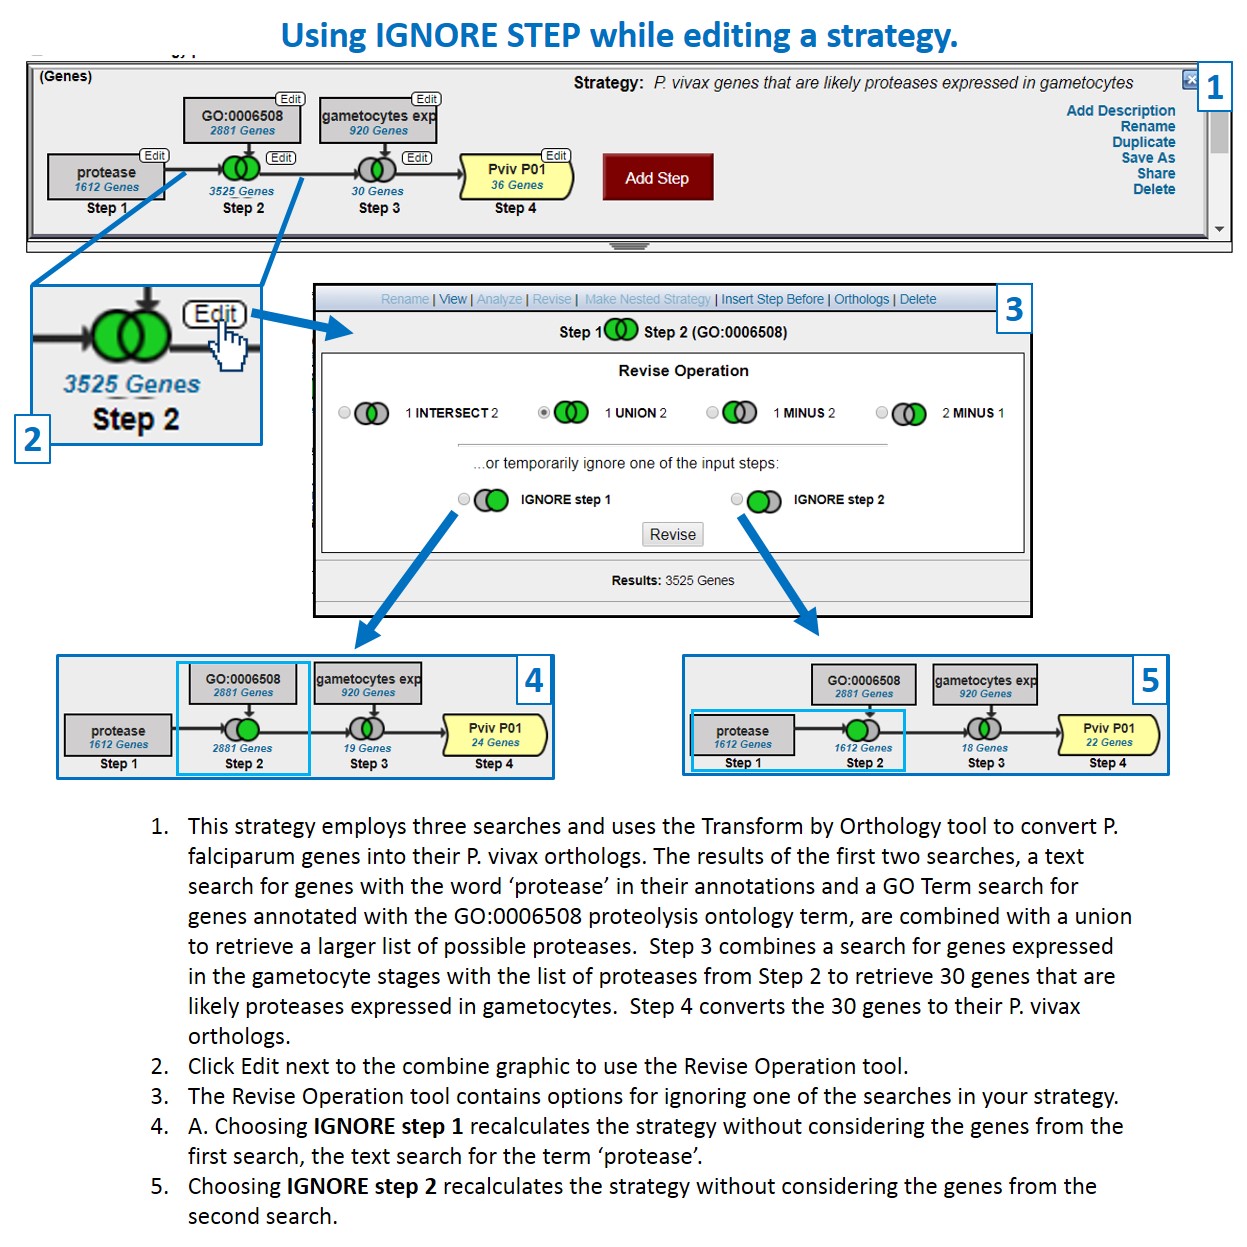 Using IGNORE STEP while editing a strategy.
(Genes)
Strategy: P. vivax genes that are likely proteases expressed in gametocytes
1
Add Description
Rename
Duplicate
Save As
Share
Delete
Edit
Edit
GO:0006508
2881 Genes
gametocytes exp
920 Genes
Edit
Edit
Edit
Edit
protease
1612 Genes
3525 Genes
30 Genes
Pviv P01
36 Genes
Add Step
Step 1
Step 2
Step 3
Step 4
Edit
3525 Genes
Step 2
2
Rename | View | Analyze | Revise | Make Nested Strategy | Insert Step Before | Orthologs | Delete
3
Step 1 Step 2 (GO:0006508)
Revise Operation
1 INTERSECT 2
1 UNION 2
1 MINUS 2
2 MINUS 1
...or temporarily ignore one of the input steps:
IGNORE step 1
IGNORE step 2
Revise
Results: 3525 Genes
4
GO:0006508
2881 Genes
gametocytes exp
920 Genes
protease
1612 Genes
2881 Genes
19 Genes
Pviv P01
24 Genes
Step 1
Step 2
Step 3
Step 4
5
GO:0006508
2881 Genes
gametocytes exp
920 Genes
protease
1612 Genes
1612 Genes
18 Genes
Pviv P01
22 Genes
Step 1
Step 2
Step 3
Step 4
1. This strategy employs three searches and uses the Transform by Orthology tool to convert P.
falciparum genes into their P. vivax orthologs. The results of the first two searches, a text
search for genes with the word ‘protease’ in their annotations and a GO Term search for
genes annotated with the GO:0006508 proteolysis ontology term, are combined with a union
to retrieve a larger list of possible proteases. Step 3 combines a search for genes expressed
in the gametocyte stages with the list of proteases from Step 2 to retrieve 30 genes that are
likely proteases expressed in gametocytes. Step 4 converts the 30 genes to their P. vivax
orthologs.
2. Click Edit next to the combine graphic to use the Revise Operation tool.
3. The Revise Operation tool contains options for ignoring one of the searches in your strategy.
4. A. Choosing IGNORE step 1 recalculates the strategy without considering the genes from the
first search, the text search for the term ‘protease’.
5. Choosing IGNORE step 2 recalculates the strategy without considering the genes from the
second search.